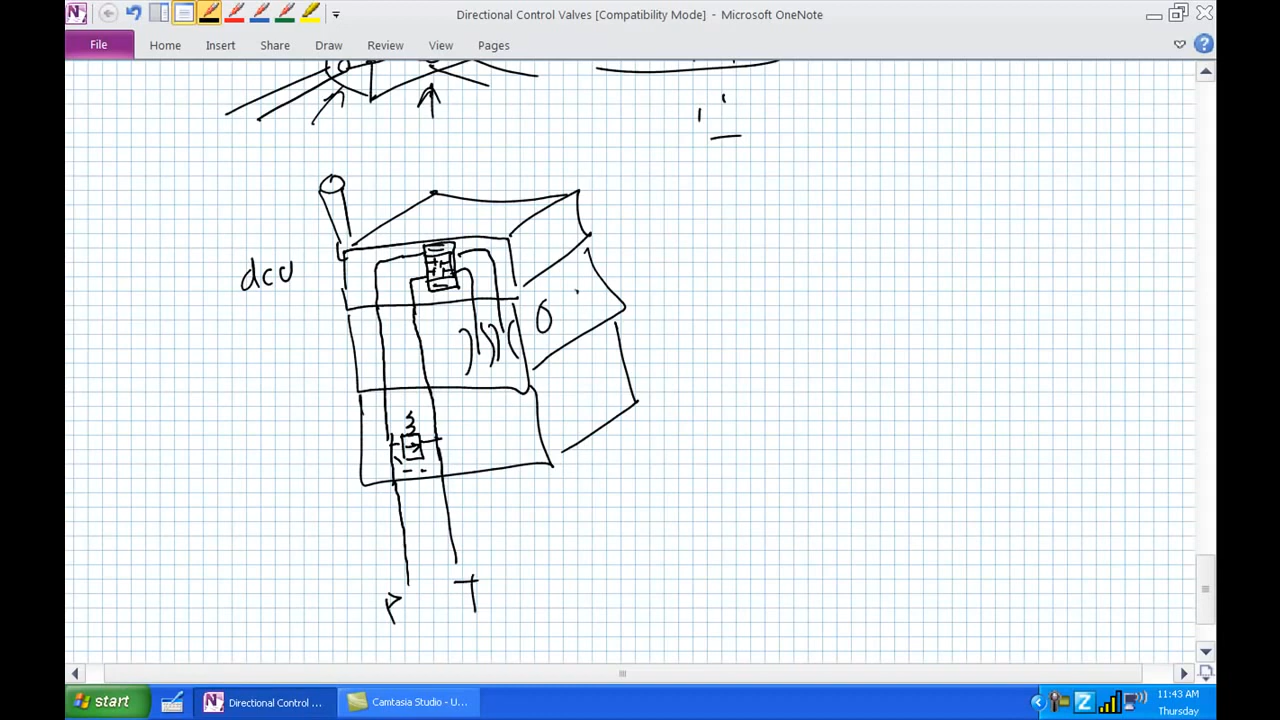 Directional Control Valves [Compatibility Mode] - Microsoft OneNote
File Home Insert Share Draw Review View Pages
dcv
P T
start Directional Control ... Camtasia Studio - U... 11:43 AM
Thursday